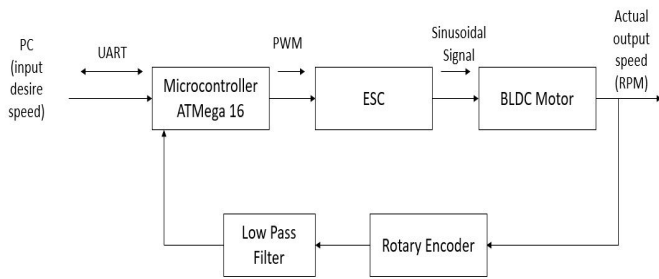 PC
(input
desire
speed)
UART
Microcontroller
ATMega 16
PWM
ESC
Sinusoidal
Signal
BLDC Motor
Actual
output
speed
(RPM)
Low Pass
Filter
Rotary Encoder